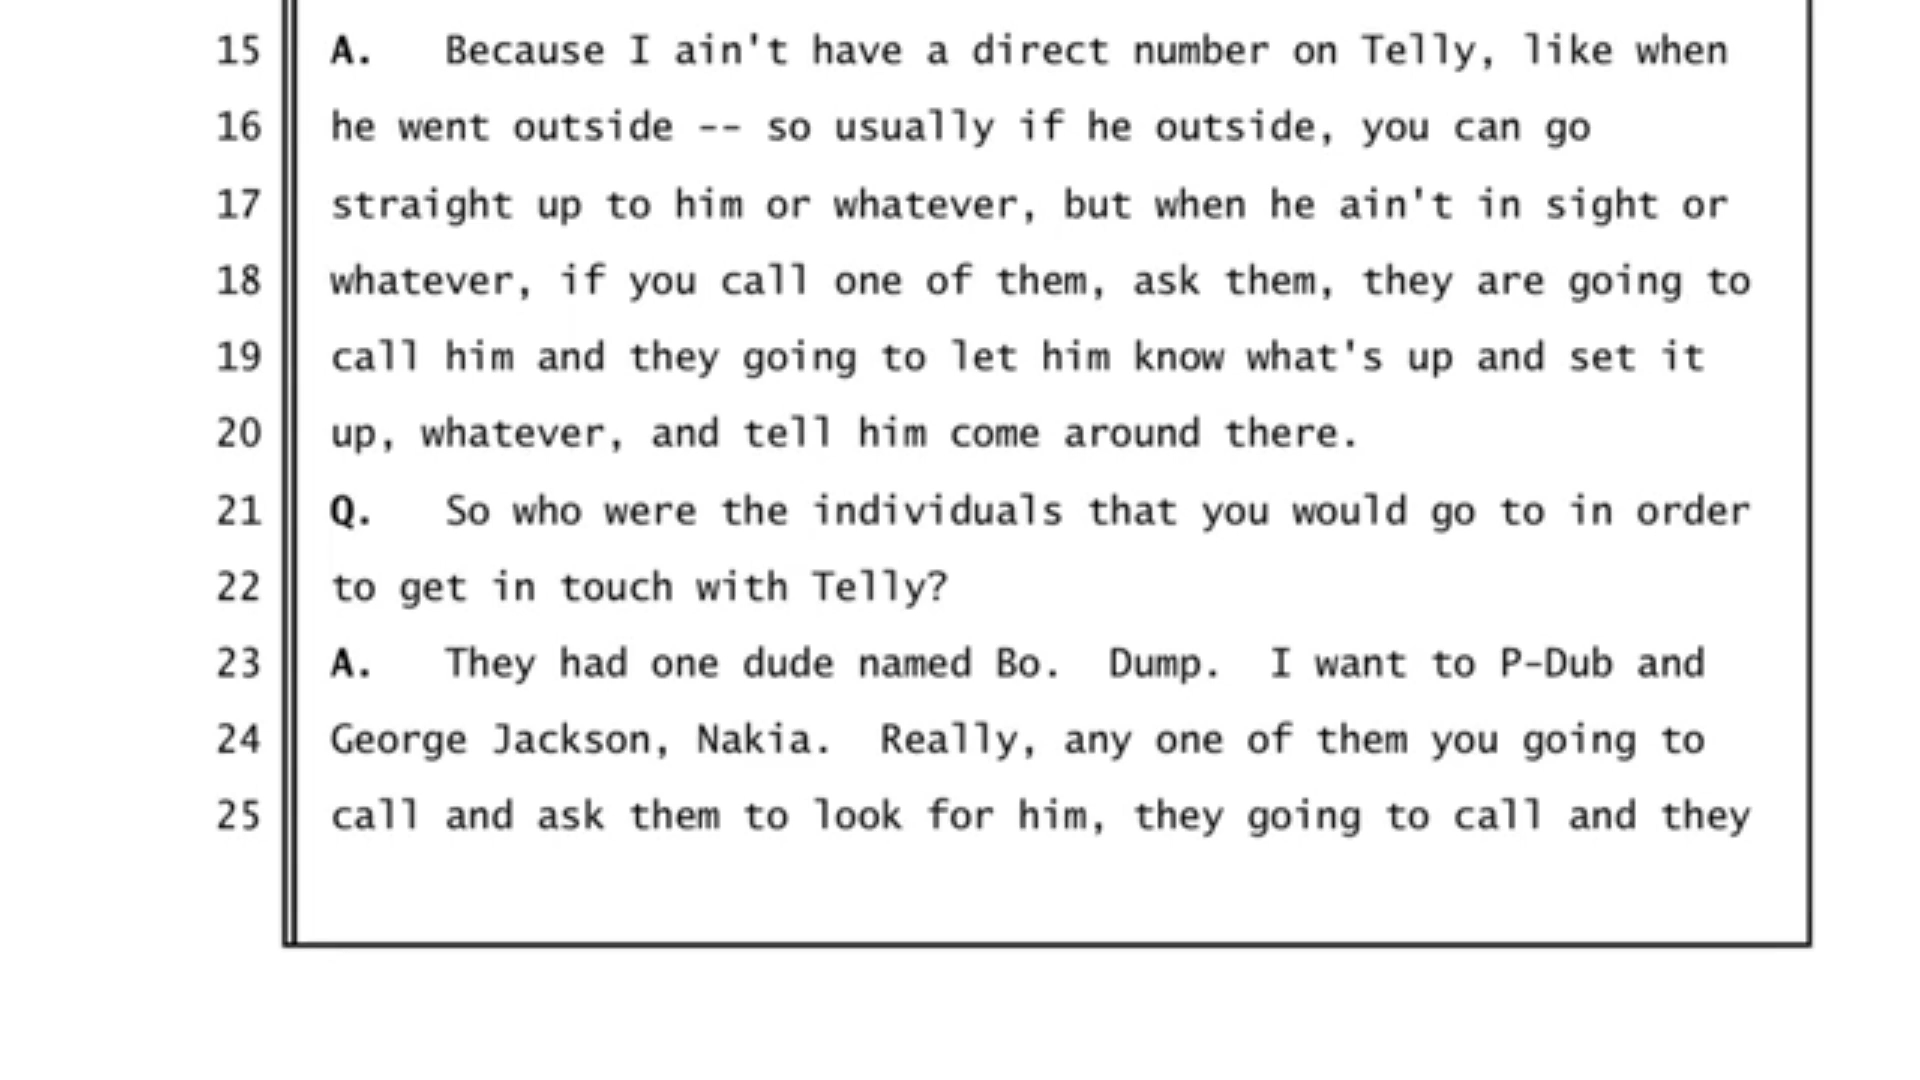 15 A. Because I ain't have a direct number on Telly, like when
16 he went outside -- so usually if he outside, you can go
17 straight up to him or whatever, but when he ain't in sight or
18 whatever, if you call one of them, ask them, they are going to
19 call him and they going to let him know what's up and set it
20 up, whatever, and tell him come around there.
21 Q. So who were the individuals that you would go to in order
22 to get in touch with Telly?
23 A. They had one dude named Bo. Dump. I want to P-Dub and
24 George Jackson, Nakia. Really, any one of them you going to
25 call and ask them to look for him, they going to call and they